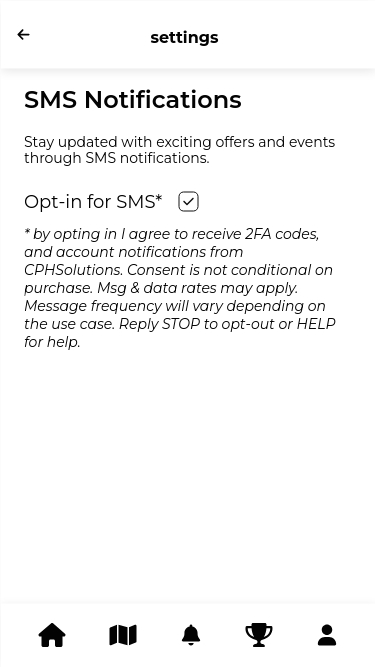 settings
SMS Notifications
Stay updated with exciting offers and events
through SMS notifications.
Opt-in for SMS*
* by opting in I agree to receive 2FA codes,
and account notifications from
CPHSolutions. Consent is not conditional on
purchase. Msg & data rates may apply.
Message frequency will vary depending on
the use case. Reply STOP to opt-out or HELP
for help.